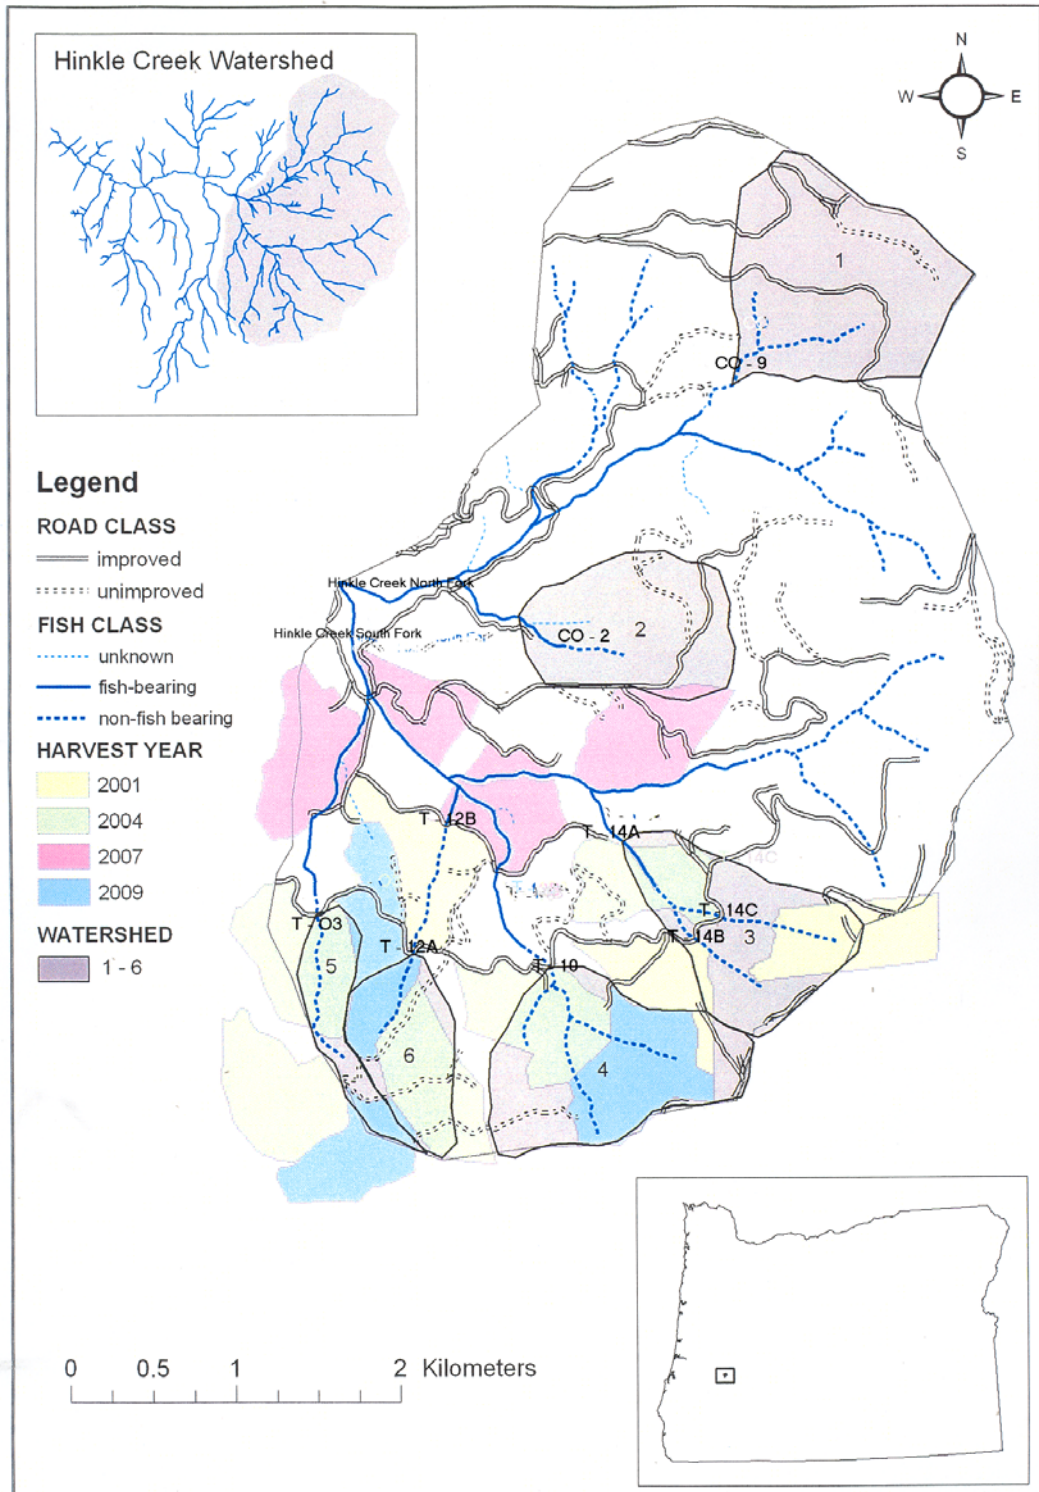 Hinkle Creek Watershed
N
W
E
S
1
CO - 9
Legend
ROAD CLASS
improved
unimproved
FISH CLASS
unknown
fish-bearing
non-fish bearing
HARVEST YEAR
2001
2004
2007
2009
WATERSHED
1 - 6
Hinkle Creek North Fork
Hinkle Creek South Fork
CO - 2
2
T - 12B
T - 14A
14C
T - 14C
T - O3
T - 12A
T - 14B
3
5
T - 10
6
4
0
0.5
1
2
Kilometers